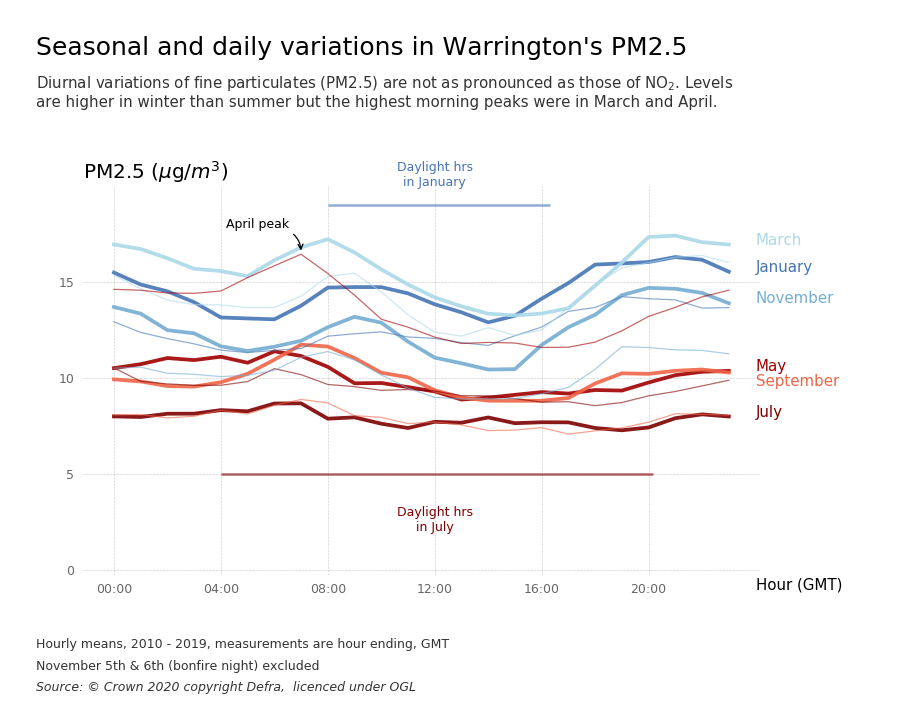 Seasonal and daily variations in Warrington's PM2.5
Diurnal variations of fine particulates (PM2.5) are not as pronounced as those of NO₂. Levels
are higher in winter than summer but the highest morning peaks were in March and April.
PM2.5 (μg/m³)
Daylight hrs
in January
April peak
March
January
November
May
September
July
15
10
5
0
Daylight hrs
in July
00:00 04:00 08:00 12:00 16:00 20:00
Hour (GMT)
Hourly means, 2010 - 2019, measurements are hour ending, GMT
November 5th & 6th (bonfire night) excluded
Source: © Crown 2020 copyright Defra,  licenced under OGL